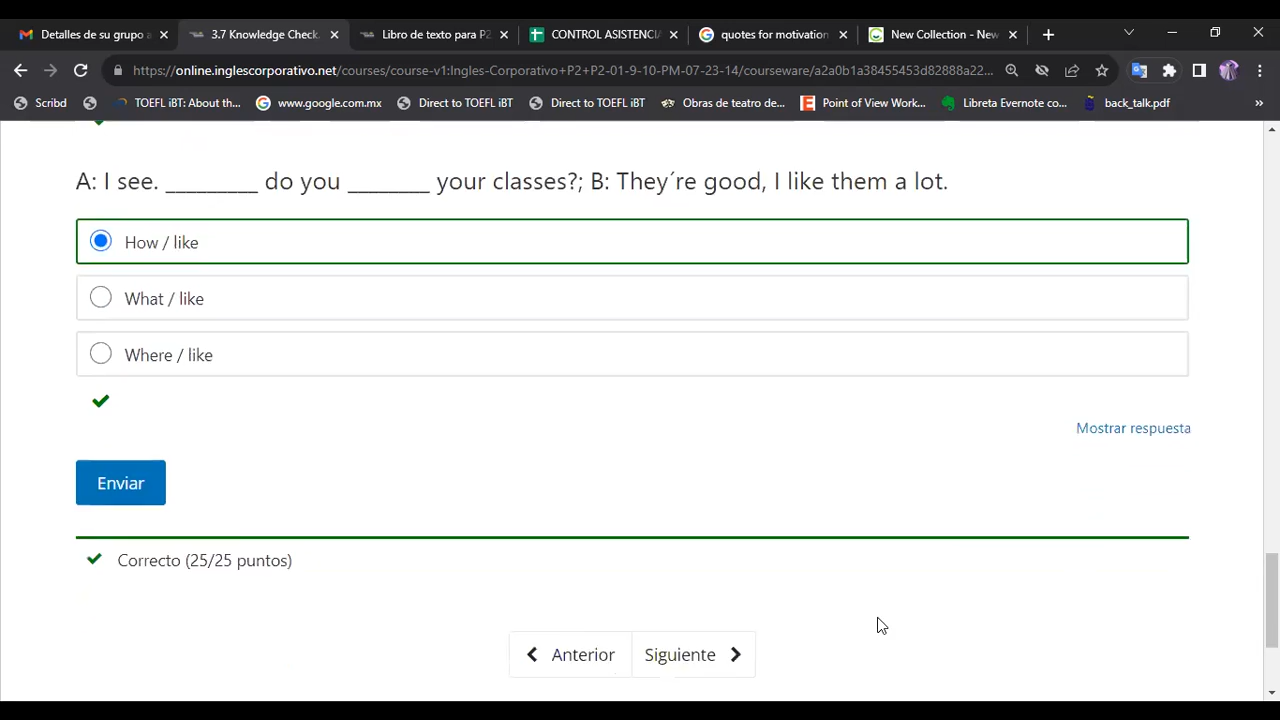 Detalles de su grupo a
3.7 Knowledge Check.
Libro de texto para P2
CONTROL ASISTENCIA
quotes for motivation
New Collection - New
https://online.inglescorporativo.net/courses/course-v1:Ingles-Corporativo+P2+P2-01-9-10-PM-07-23-14/courseware/a2a0b1a38455453d82888a22...
Scribd
TOEFL iBT: About th...
www.google.com.mx
Direct to TOEFL iBT
Direct to TOEFL iBT
Obras de teatro de...
Point of View Work...
Libreta Evernote co...
back_talk.pdf
»
A: I see. _________ do you ________ your classes?; B: They´re good, I like them a lot.
How / like
What / like
Where / like
Mostrar respuesta
Enviar
Correcto (25/25 puntos)
Anterior
Siguiente